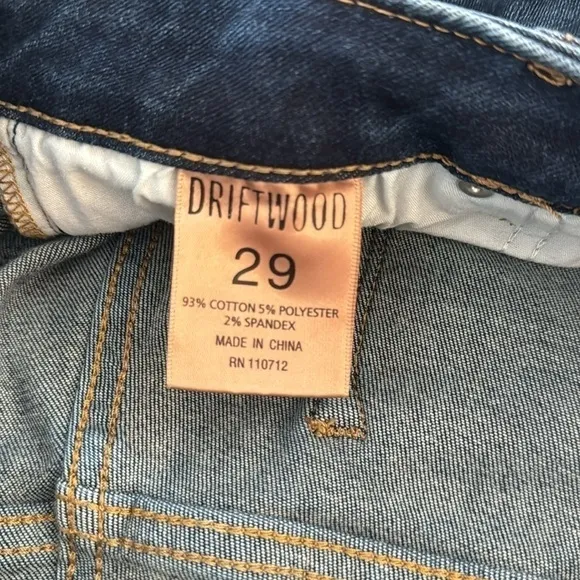 DRIFTWOOD
29
93% COTTON 5% POLYESTER
2% SPANDEX
MADE IN CHINA
RN 110712